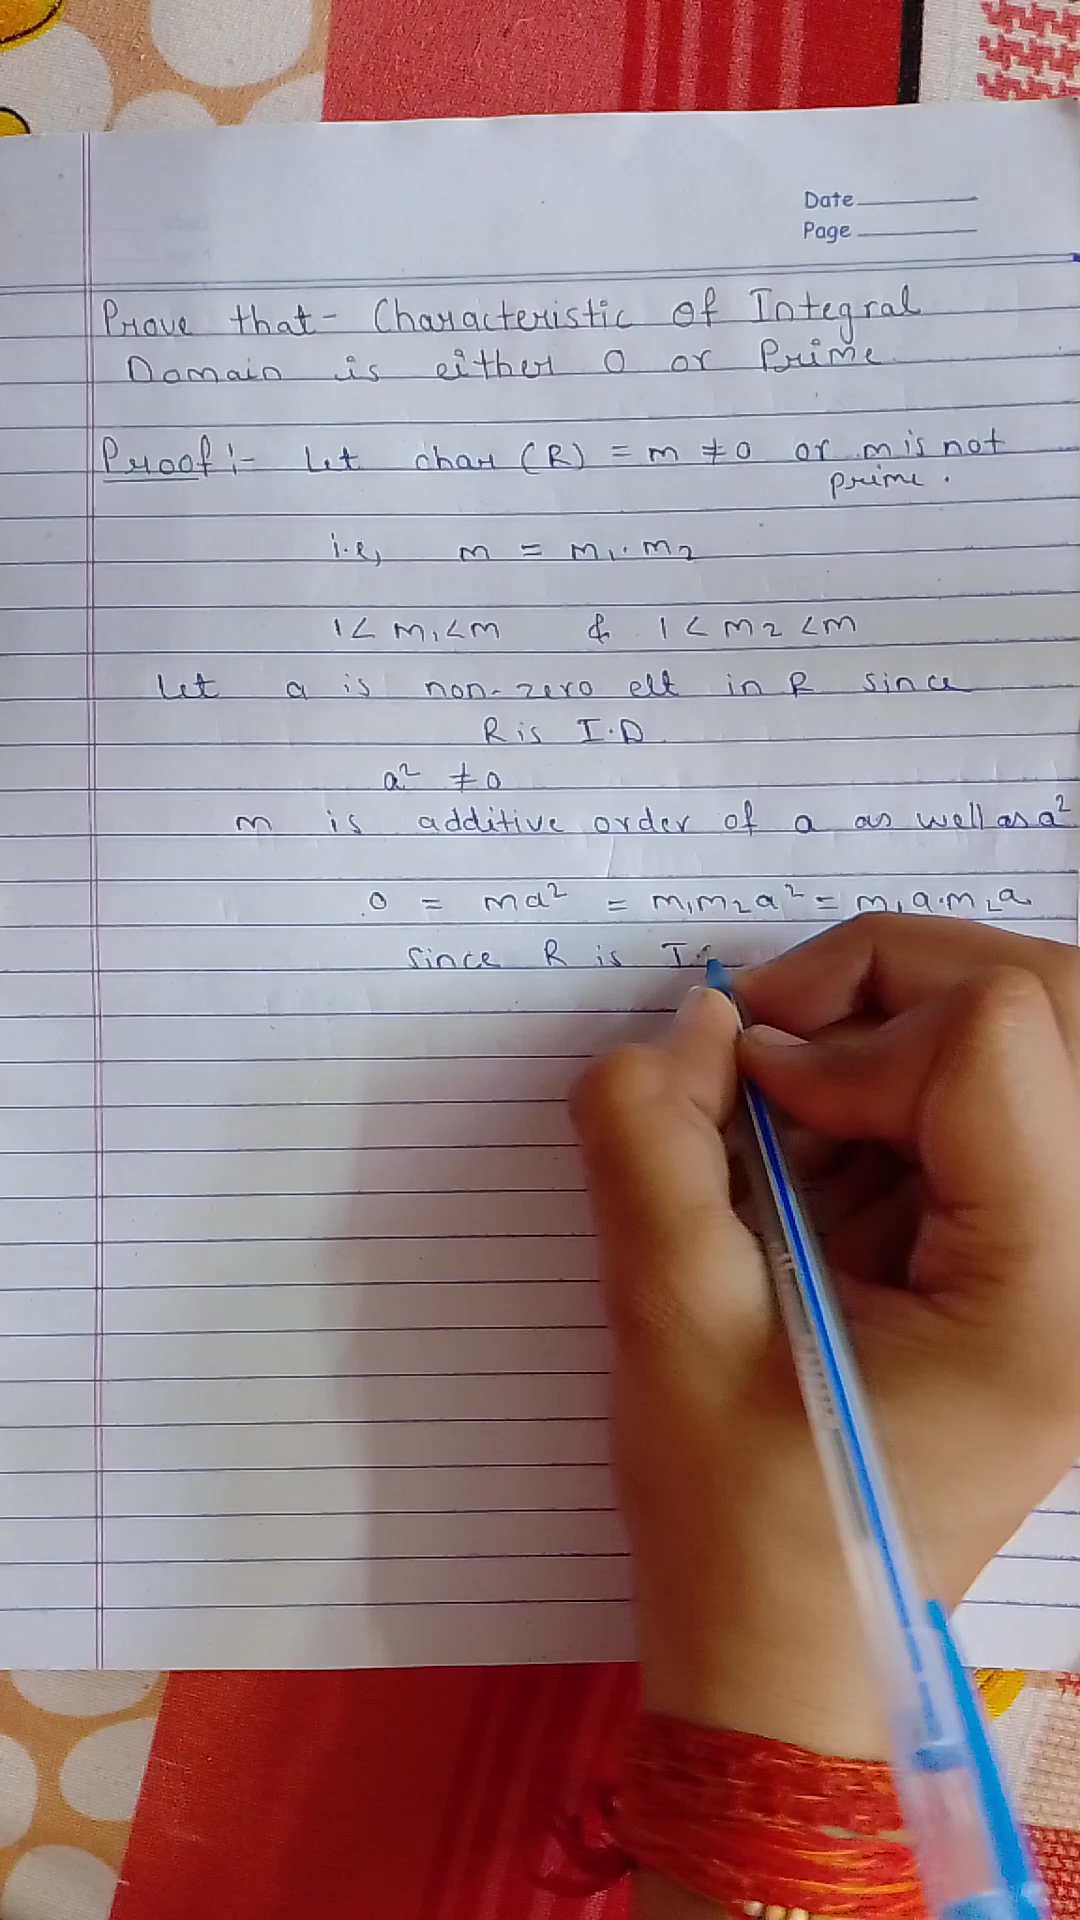 Date
Page
Prove that- Characteristic of Integral
Domain is either 0 or Prime
Proof :- Let char (R) = m ≠ 0 or m is not
prime.
i.e, m = m₁.m₂
1< m₁<m & 1 < m₂ <m
Let a is non-zero elt in R since
R is I.D
a² ≠ 0
m is additive order of a as well as a²
0 = ma² = m₁m₂a² = m₁a.m₂a
Since R is I.